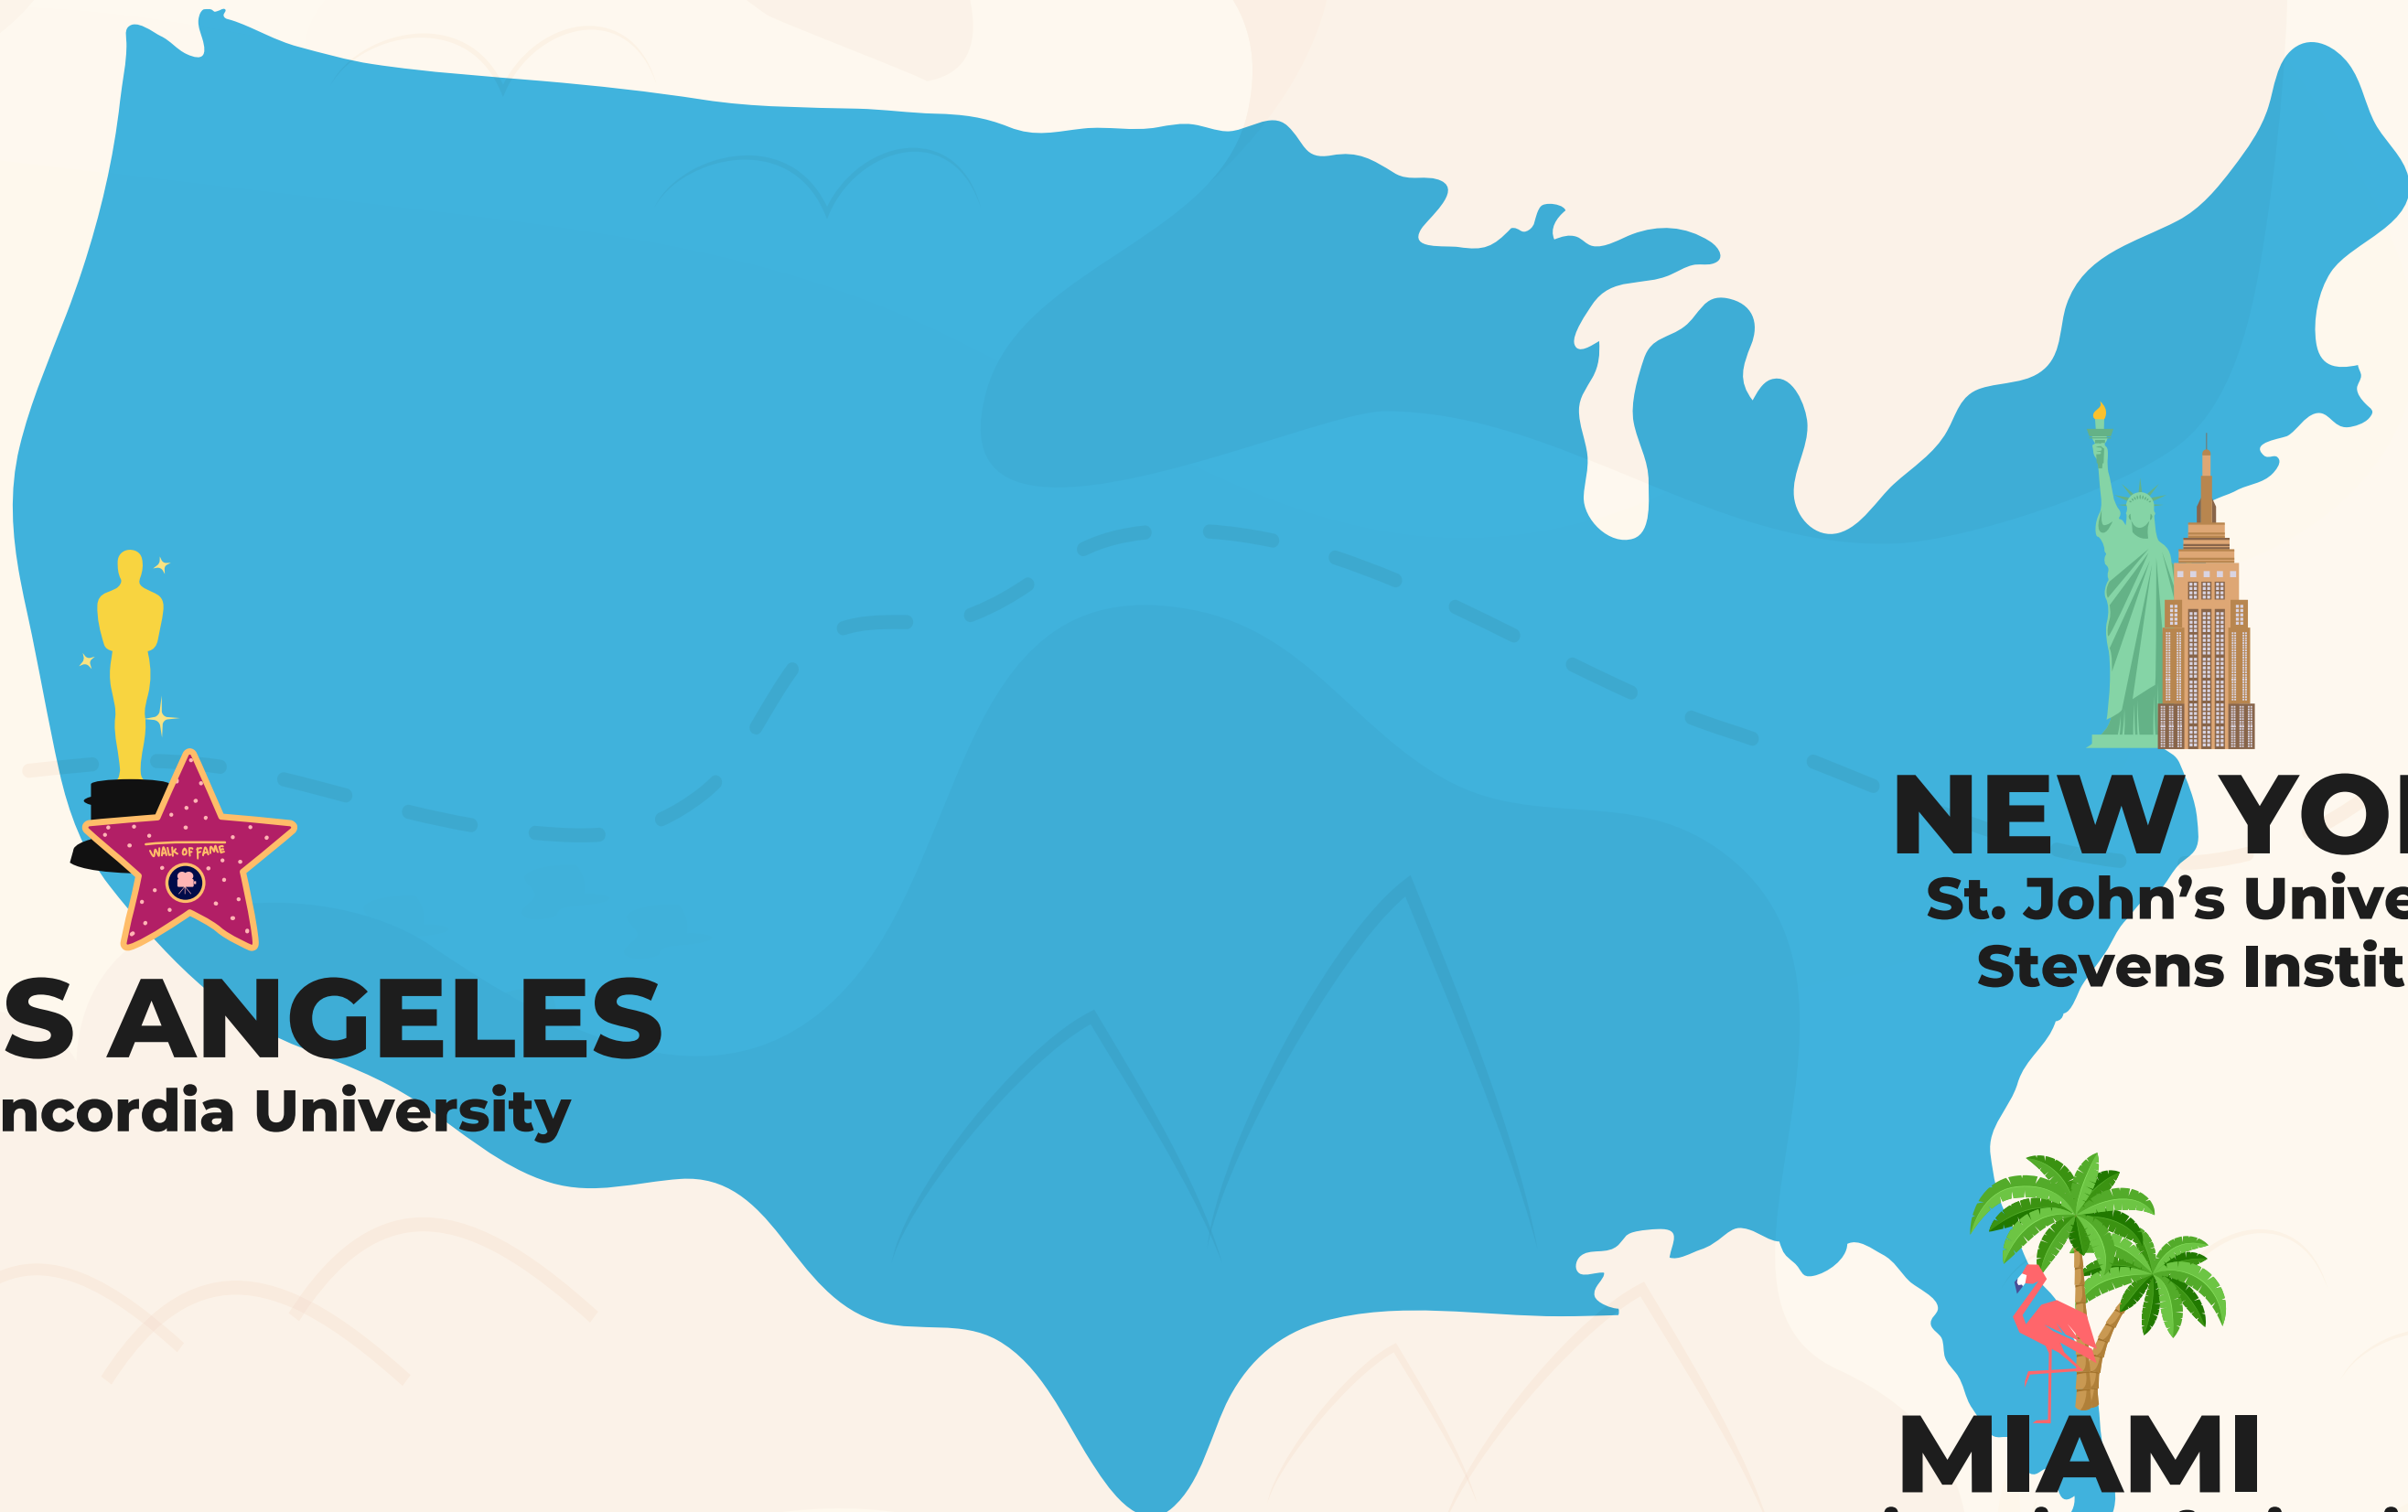 WALK OF FAME
S ANGELES
ncordia University
NEW YO
St. John's Unive
Stevens Instit
MIAMI